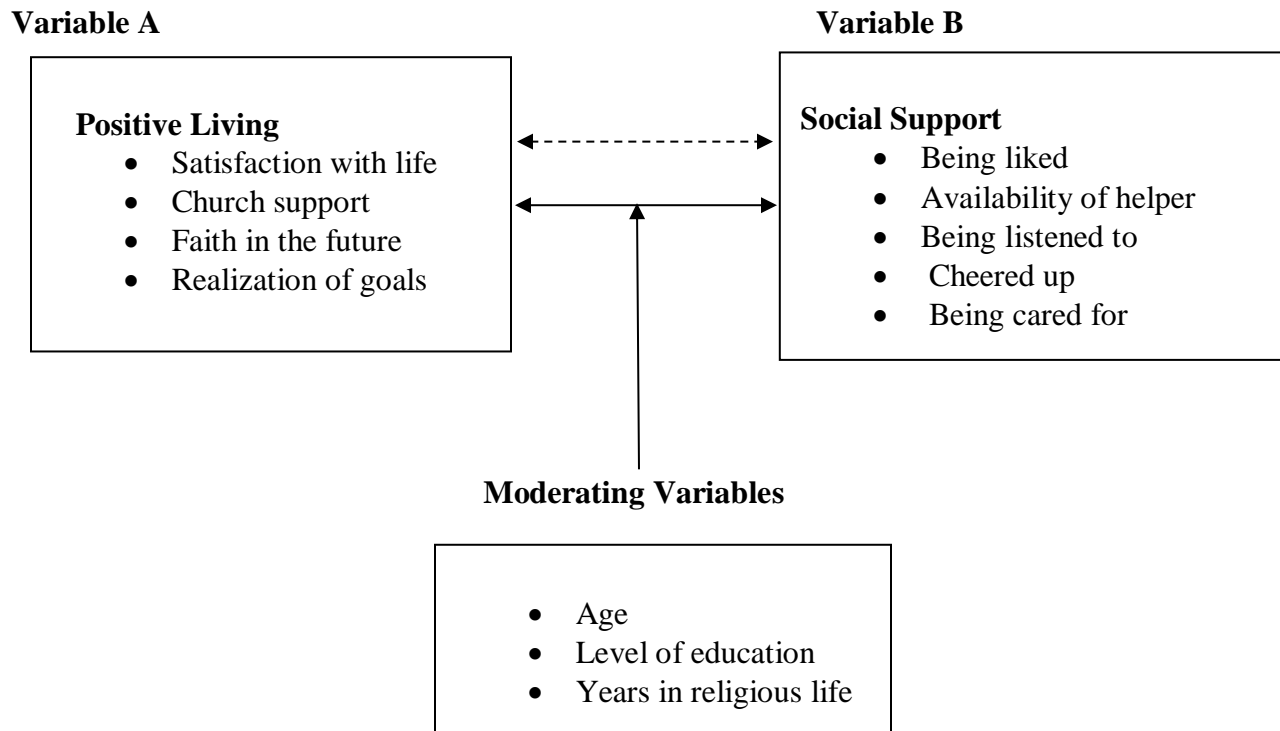 Variable A
Variable B
Positive Living
• Satisfaction with life
• Church support
• Faith in the future
• Realization of goals
Social Support
• Being liked
• Availability of helper
• Being listened to
• Cheered up
• Being cared for
Moderating Variables
• Age
• Level of education
• Years in religious life